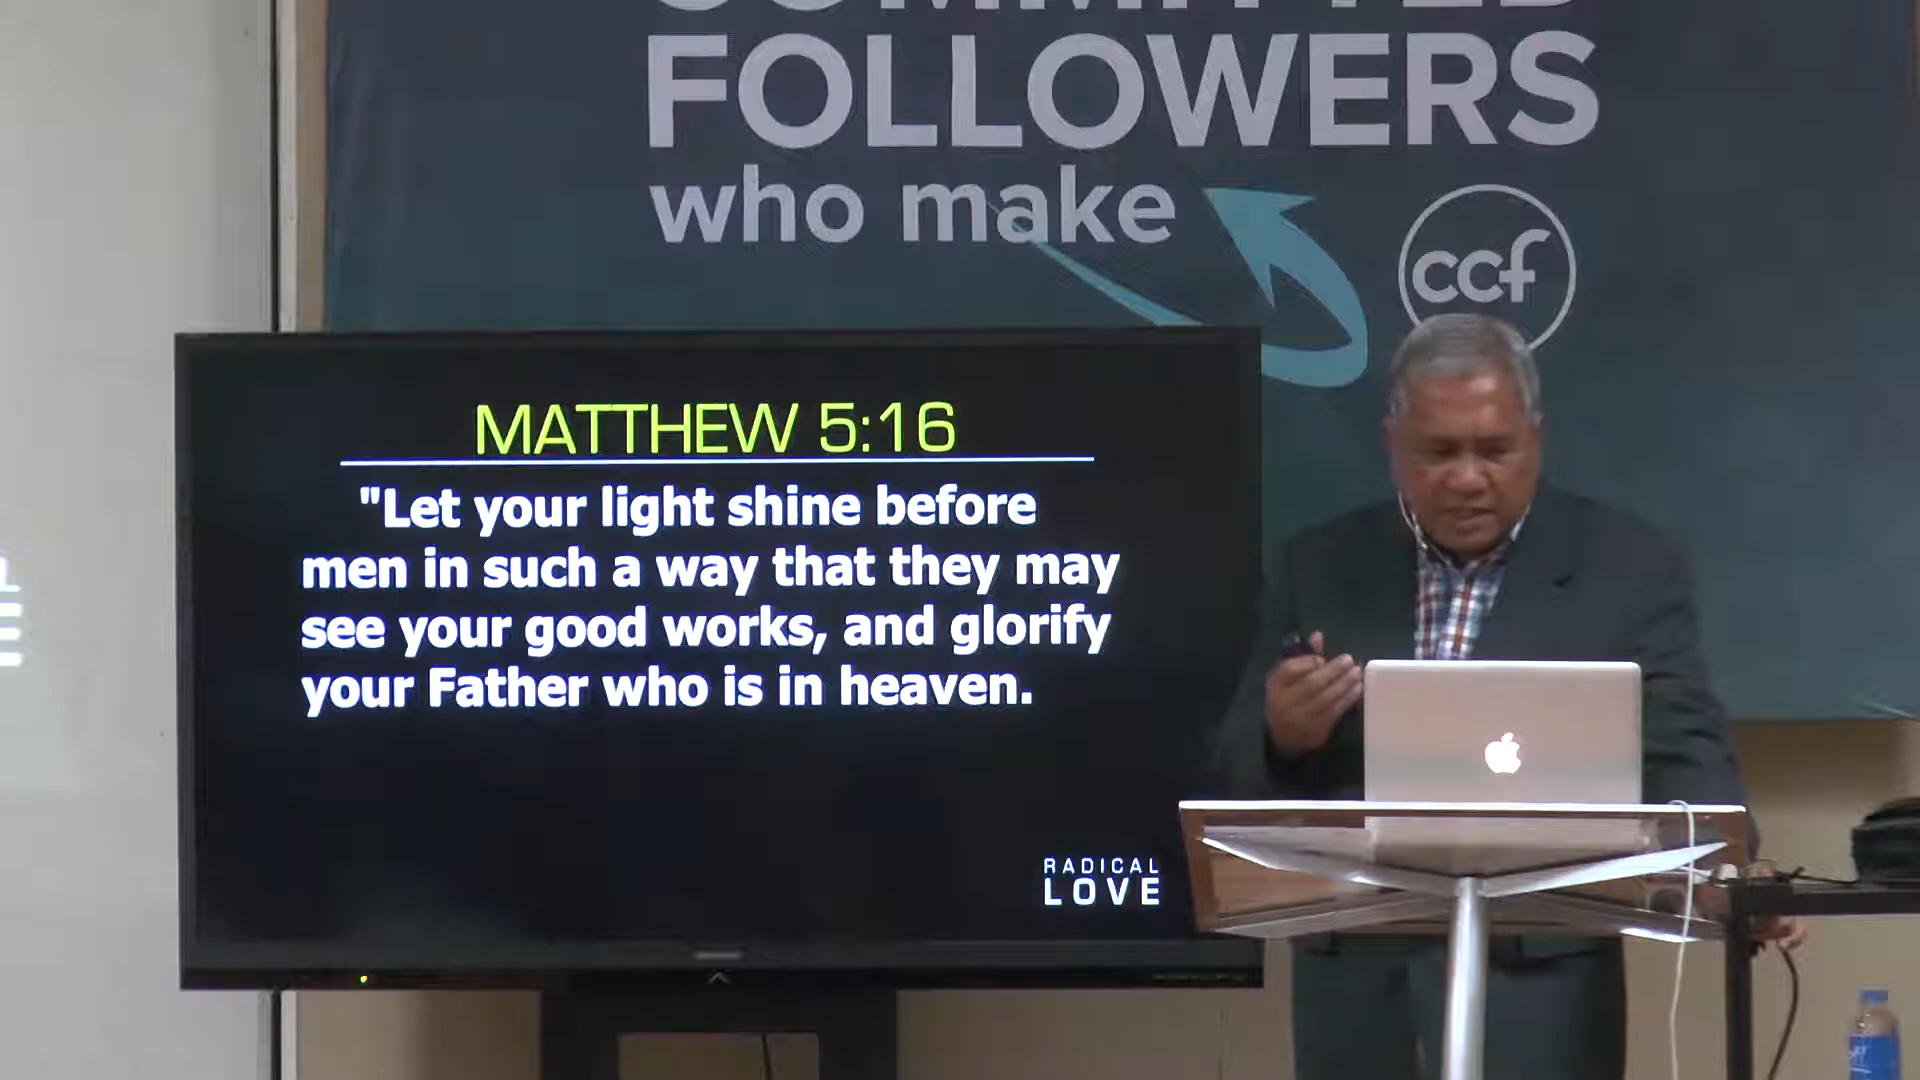 COMMITTED
FOLLOWERS
who make
ccf
MATTHEW 5:16
"Let your light shine before
men in such a way that they may
see your good works, and glorify
your Father who is in heaven.
RADICAL
LOVE